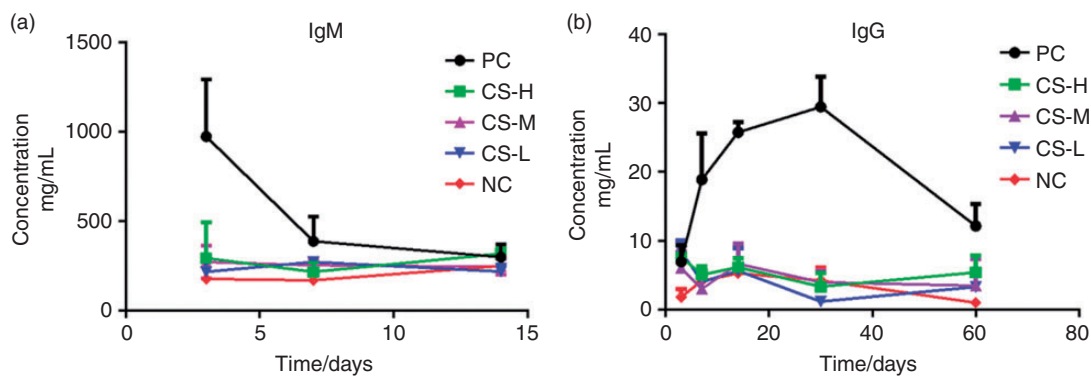 (a)
IgM
1500
1000
500
0
0
5
10
15
Concentration
mg/mL
Time/days
PC
CS-H
CS-M
CS-L
NC
(b)
IgG
40
30
20
10
0
0
20
40
60
80
Concentration
mg/mL
Time/days
PC
CS-H
CS-M
CS-L
NC